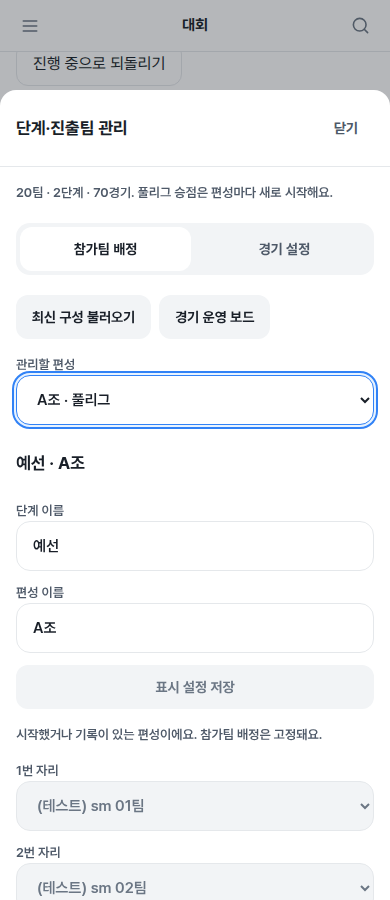 대회
진행 중으로 되돌리기
단계·진출팀 관리
닫기
20팀 · 2단계 · 70경기. 풀리그 승점은 편성마다 새로 시작해요.
참가팀 배정
경기 설정
최신 구성 불러오기
경기 운영 보드
관리할 편성
A조 · 풀리그
예선 · A조
단계 이름
예선
편성 이름
A조
표시 설정 저장
시작했거나 기록이 있는 편성이에요. 참가팀 배정은 고정돼요.
1번 자리
(테스트) sm 01팀
2번 자리
(테스트) sm 02팀